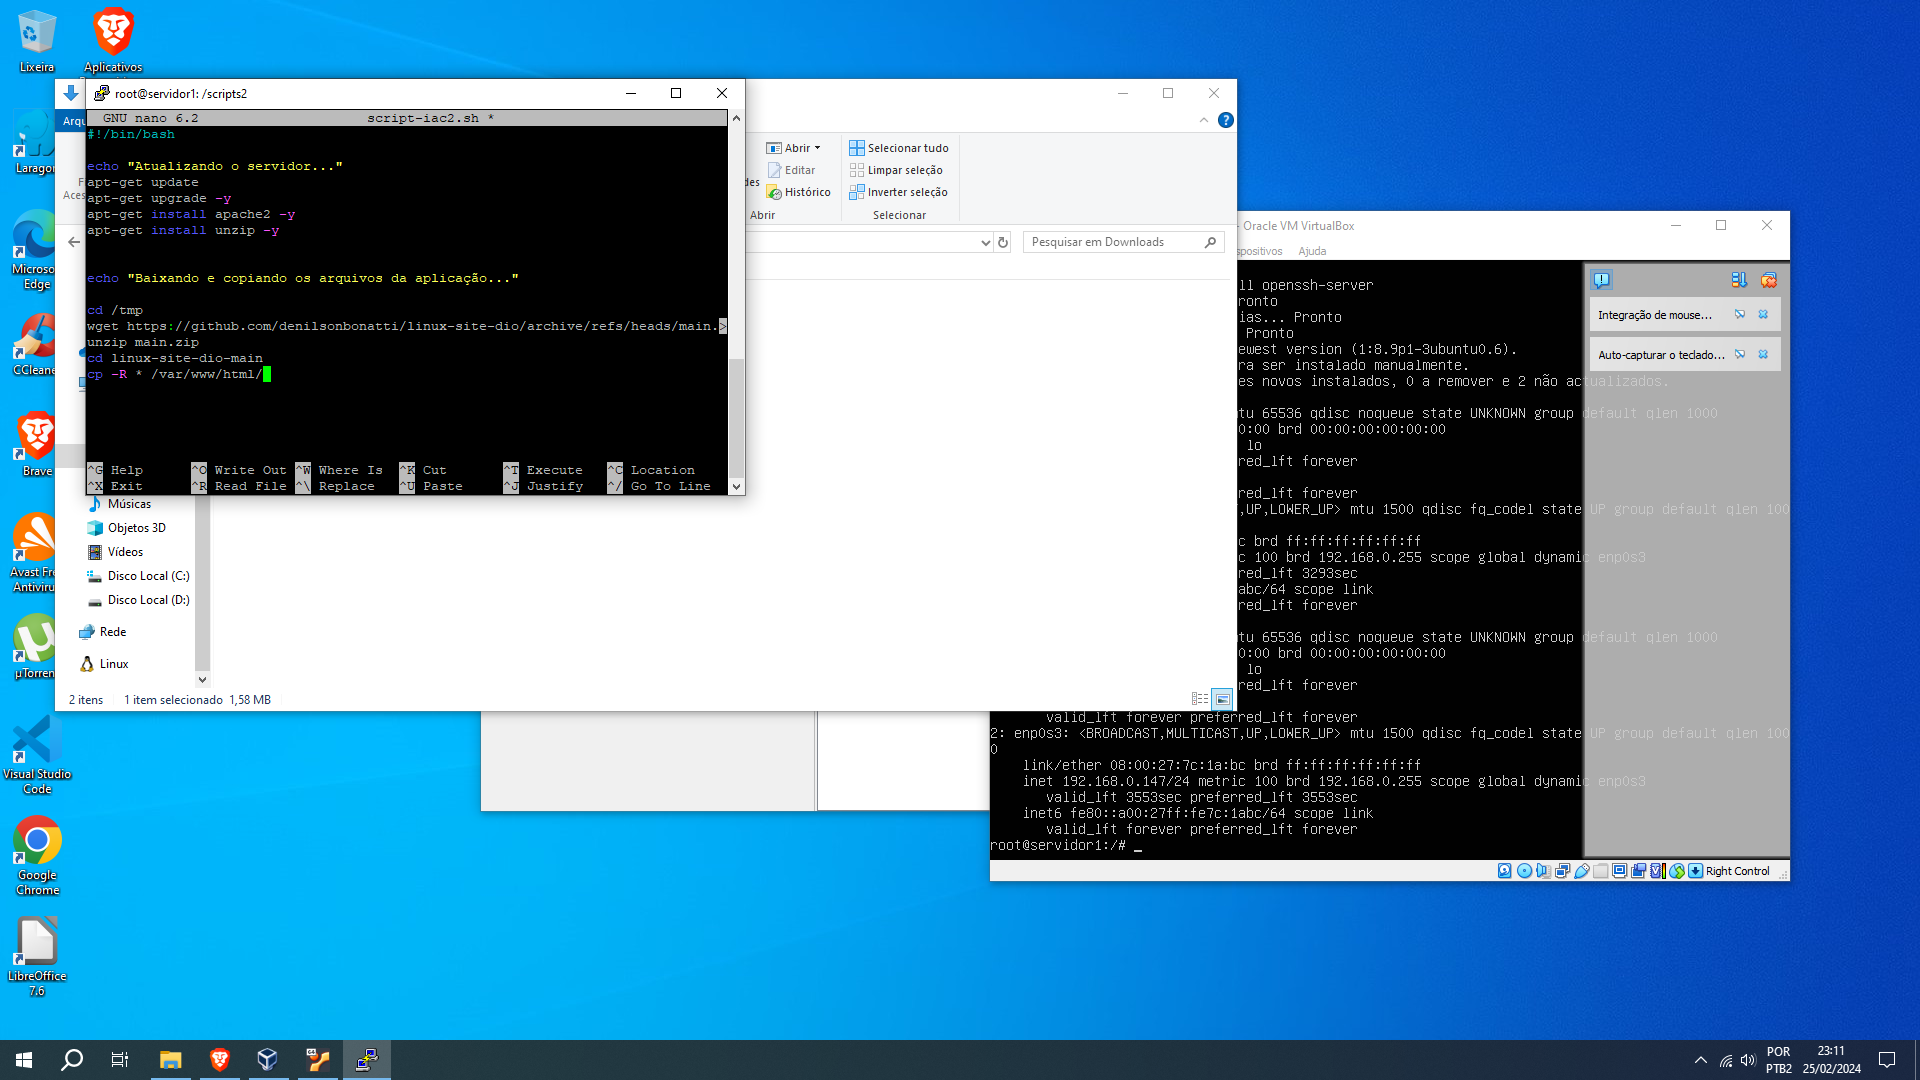 Lixeira
Aplicativos
Laragon
Microso
Edge
CCleane
Brave
Avast Fre
Antiviru
µTorren
Visual Studio
Code
Google
Chrome
LibreOffice
7.6
root@servidor1: /scripts2
GNU nano 6.2 script-iac2.sh *
#!/bin/bash
echo "Atualizando o servidor..."
apt-get update
apt-get upgrade -y
apt-get install apache2 -y
apt-get install unzip -y
echo "Baixando e copiando os arquivos da aplicação..."
cd /tmp
wget https://github.com/denilsonbonatti/linux-site-dio/archive/refs/heads/main.>
unzip main.zip
cd linux-site-dio-main
cp -R * /var/www/html/
^G Help ^O Write Out ^W Where Is ^K Cut ^T Execute ^C Location
^X Exit ^R Read File ^\ Replace ^U Paste ^J Justify ^/ Go To Line
Arqu
F
Aces
des
Abrir
Editar
Histórico
Abrir
Selecionar tudo
Limpar seleção
Inverter seleção
Selecionar
Pesquisar em Downloads
Músicas
Objetos 3D
Vídeos
Disco Local (C:)
Disco Local (D:)
Rede
Linux
2 itens 1 item selecionado 1,58 MB
- Oracle VM VirtualBox
spositivos Ajuda
ll openssh-server
ronto
ias... Pronto
Pronto
ewest version (1:8.9p1-3ubuntu0.6).
ra ser instalado manualmente.
es novos instalados, 0 a remover e 2 não actualizados.
tu 65536 qdisc noqueue state UNKNOWN group default qlen 1000
0:00 brd 00:00:00:00:00:00
lo
red_lft forever
red_lft forever
,UP,LOWER_UP> mtu 1500 qdisc fq_codel state UP group default qlen 100
c brd ff:ff:ff:ff:ff:ff
c 100 brd 192.168.0.255 scope global dynamic enp0s3
red_lft 3293sec
abc/64 scope link
red_lft forever
tu 65536 qdisc noqueue state UNKNOWN group default qlen 1000
0:00 brd 00:00:00:00:00:00
lo
red_lft forever
valid_lft forever preferred_lft forever
2: enp0s3: <BROADCAST,MULTICAST,UP,LOWER_UP> mtu 1500 qdisc fq_codel state UP group default qlen 100
0
link/ether 08:00:27:7c:1a:bc brd ff:ff:ff:ff:ff:ff
inet 192.168.0.147/24 metric 100 brd 192.168.0.255 scope global dynamic enp0s3
valid_lft 3553sec preferred_lft 3553sec
inet6 fe80::a00:27ff:fe7c:1abc/64 scope link
valid_lft forever preferred_lft forever
root@servidor1:/# _
Integração de mouse...
Auto-capturar o teclado...
Right Control
POR
PTB2
23:11
25/02/2024